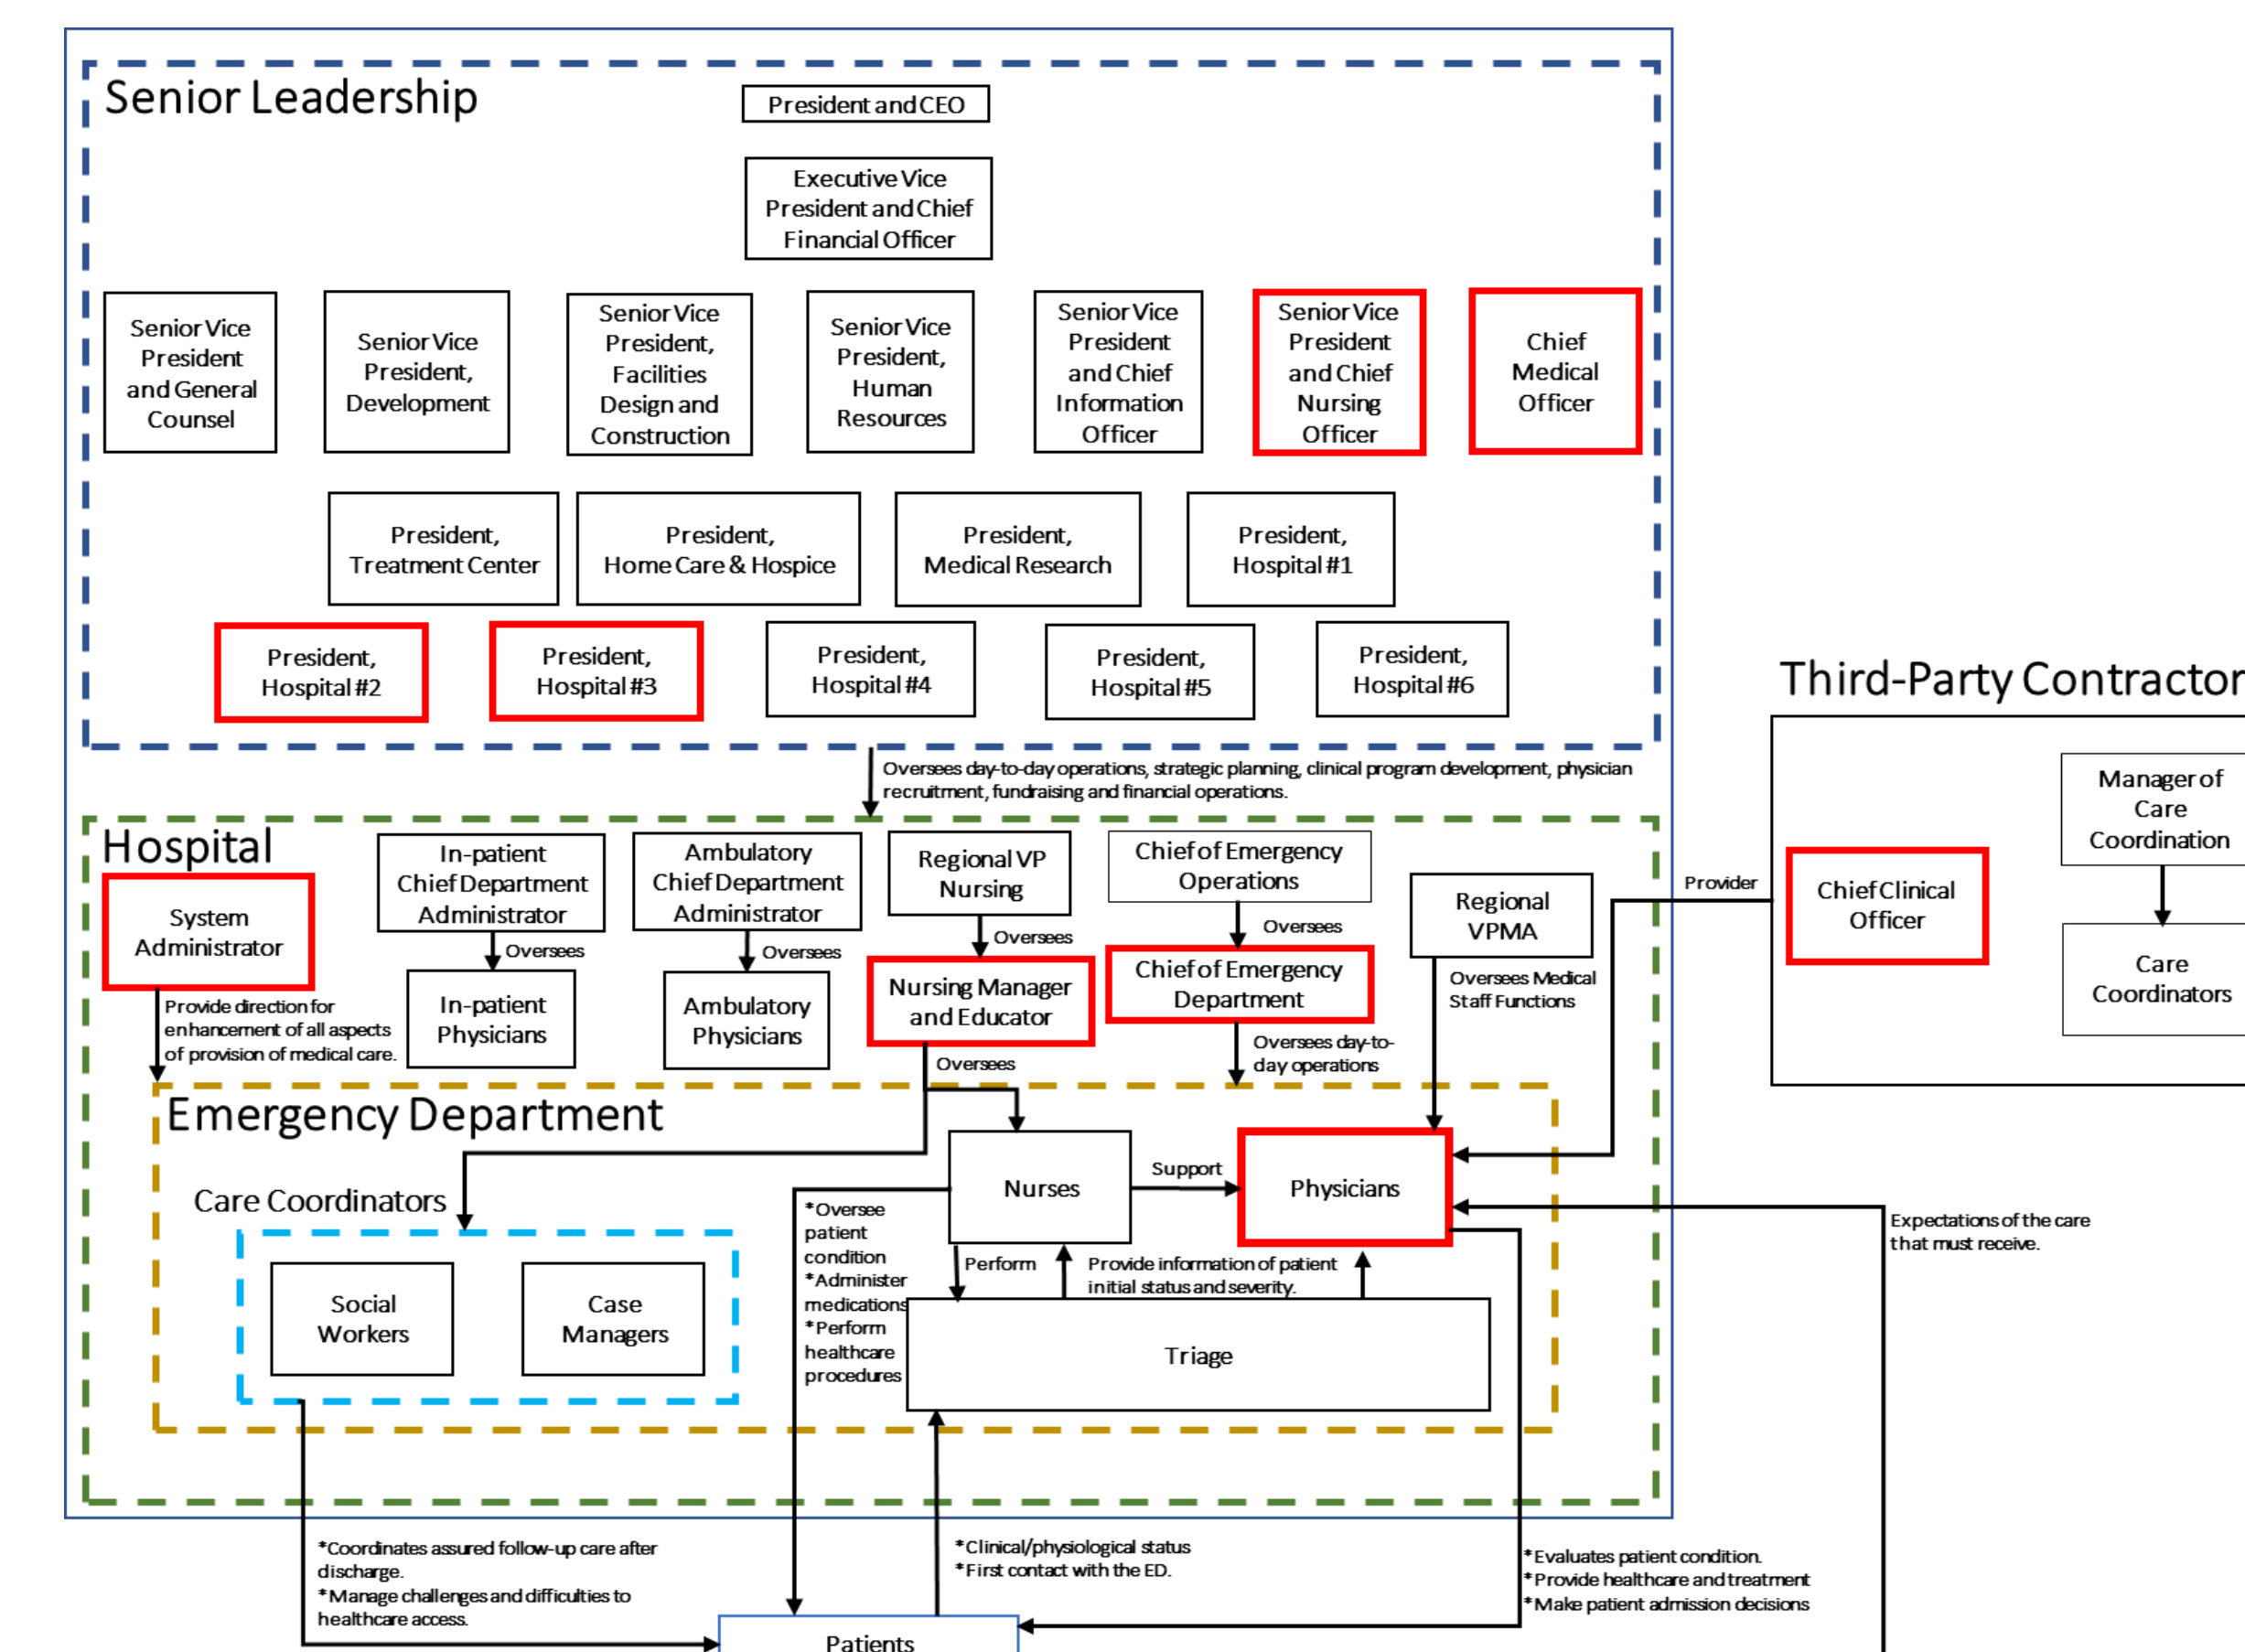 Senior Leadership
President and CEO
Executive Vice
President and Chief
Financial Officer
Senior Vice
President
and General
Counsel
Senior Vice
President,
Development
Senior Vice
President,
Facilities
Design and
Construction
Senior Vice
President,
Human
Resources
Senior Vice
President
and Chief
Information
Officer
Senior Vice
President
and Chief
Nursing
Officer
Chief
Medical
Officer
President,
Treatment Center
President,
Home Care & Hospice
President,
Medical Research
President,
Hospital #1
President,
Hospital #2
President,
Hospital #3
President,
Hospital #4
President,
Hospital #5
President,
Hospital #6
Oversees day-to-day operations, strategic planning, clinical program development, physician
recruitment, fundraising and financial operations.
Third-Party Contractor
Manager of
Care
Coordination
Chief Clinical
Officer
Care
Coordinators
Provider
Hospital
System
Administrator
In-patient
Chief Department
Administrator
Ambulatory
Chief Department
Administrator
Regional VP
Nursing
Chief of Emergency
Operations
Regional
VPMA
Oversees
Oversees
Oversees
Oversees
In-patient
Physicians
Ambulatory
Physicians
Nursing Manager
and Educator
Chief of Emergency
Department
Oversees Medical
Staff Functions
Provide direction for
enhancement of all aspects
of provision of medical care.
Oversees
Oversees day-to-
day operations
Emergency Department
Care Coordinators
Social
Workers
Case
Managers
Nurses
Support
Physicians
*Oversee
patient
condition
*Administer
medications
*Perform
healthcare
procedures
Perform
Provide information of patient
initial status and severity.
Triage
Expectations of the care
that must receive.
*Coordinates assured follow-up care after
discharge.
*Manage challenges and difficulties to
healthcare access.
*Clinical/physiological status
*First contact with the ED.
*Evaluates patient condition.
*Provide healthcare and treatment
*Make patient admission decisions
Patients